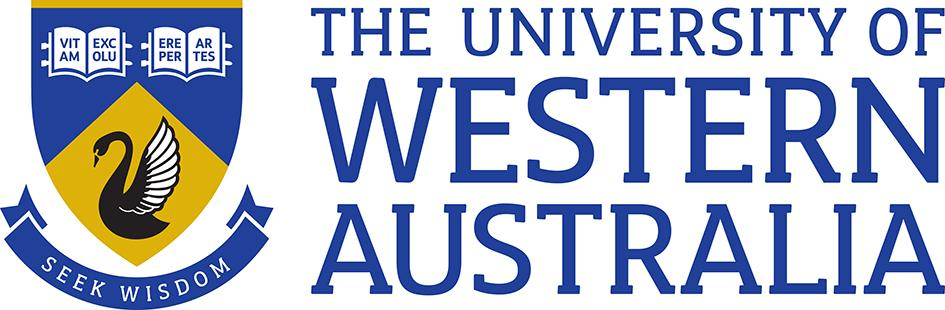 VIT EXC ERE AR
AM OLU PER TES
SEEK WISDOM
THE UNIVERSITY OF
WESTERN
AUSTRALIA